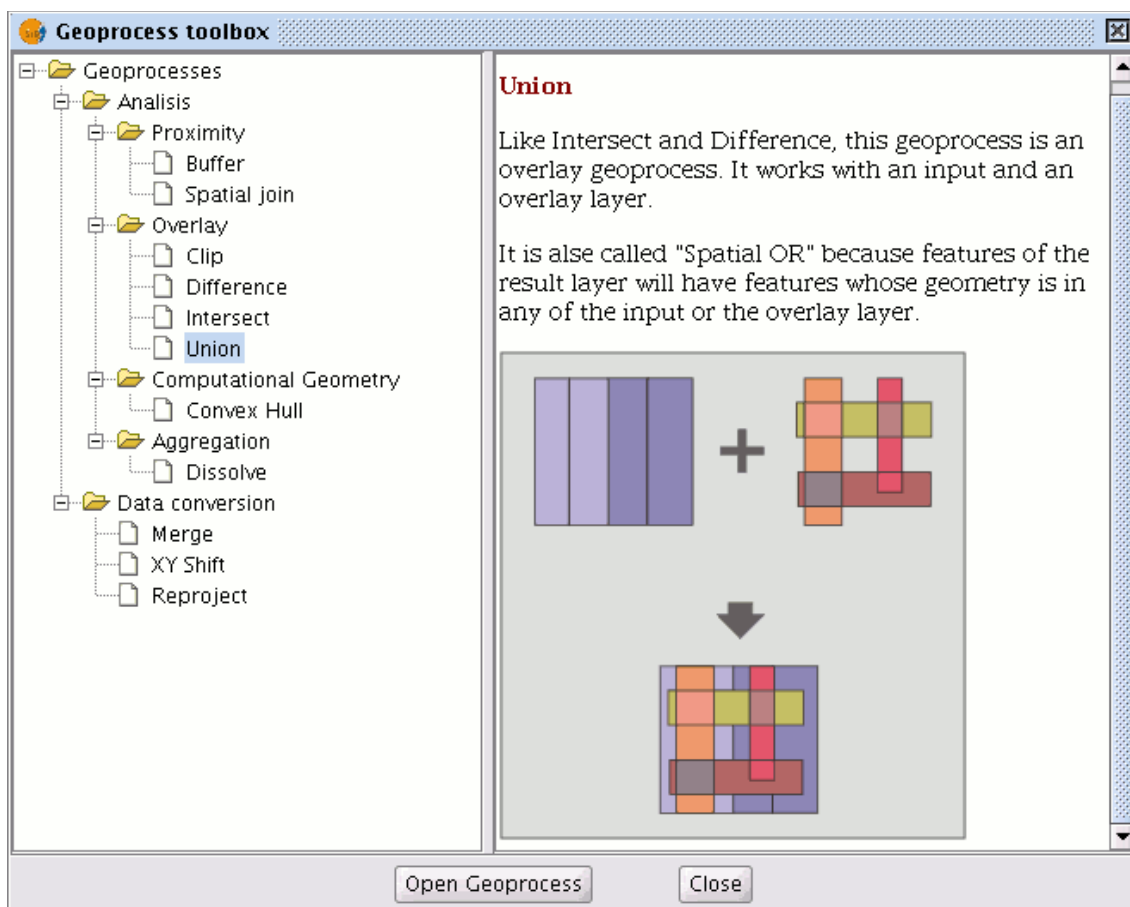 Geoprocess toolbox
Geoprocesses
Analisis
Proximity
Buffer
Spatial join
Overlay
Clip
Difference
Intersect
Union
Computational Geometry
Convex Hull
Aggregation
Dissolve
Data conversion
Merge
XY Shift
Reproject
Union
Like Intersect and Difference, this geoprocess is an
overlay geoprocess. It works with an input and an
overlay layer.
It is alse called "Spatial OR" because features of the
result layer will have features whose geometry is in
any of the input or the overlay layer.
Open Geoprocess
Close